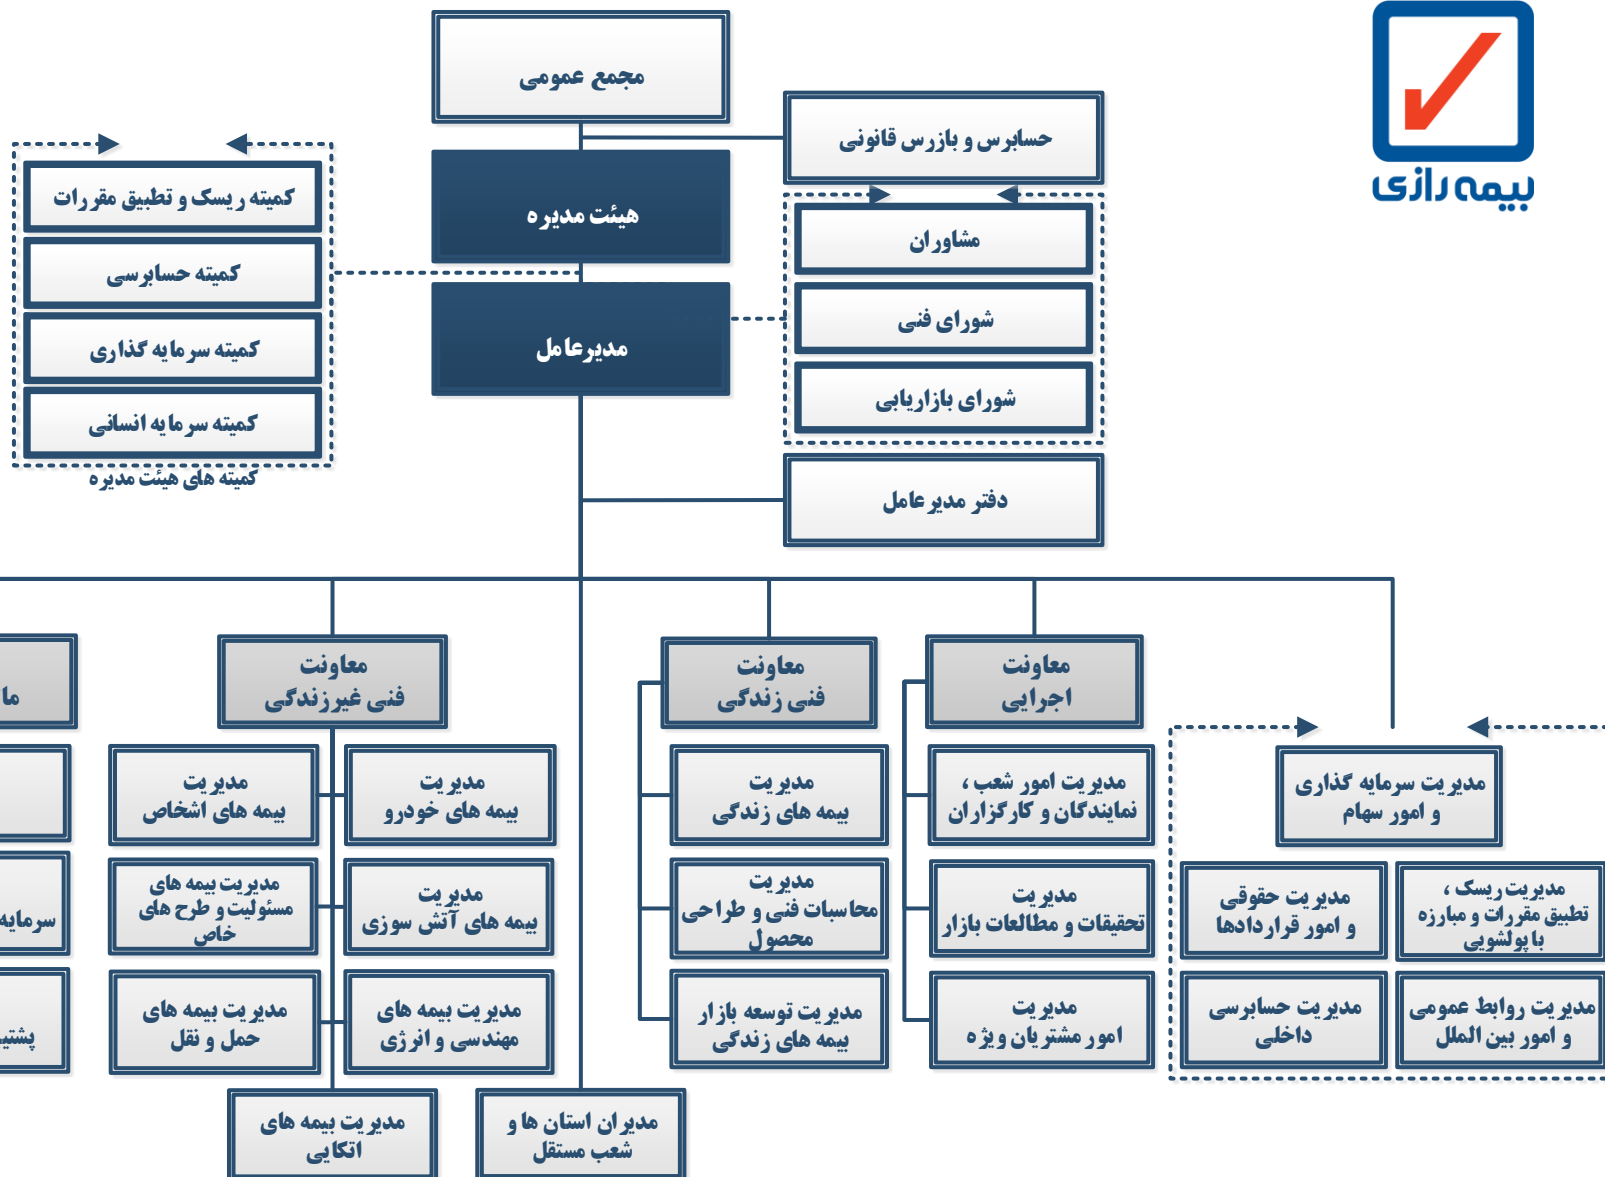 بیمه رازی
مجمع عمومی
حسابرس و بازرس قانونی
هیئت مدیره
کمیته ریسک و تطبیق مقررات
کمیته حسابرسی
کمیته سرمایه گذاری
کمیته سرمایه انسانی
کمیته های هیئت مدیره
مشاوران
شورای فنی
شورای بازاریابی
مدیرعامل
دفتر مدیرعامل
مدیریت سرمایه گذاری
و امور سهام
مدیریت ریسک ،
تطبیق مقررات و مبارزه
با پولشویی
مدیریت حقوقی
و امور قراردادها
مدیریت روابط عمومی
و امور بین الملل
مدیریت حسابرسی
داخلی
معاونت
اجرایی
مدیریت امور شعب ،
نمایندگان و کارگزاران
مدیریت
تحقیقات و مطالعات بازار
مدیریت
امور مشتریان ویژه
معاونت
فنی زندگی
مدیریت
بیمه های زندگی
مدیریت
محاسبات فنی و طراحی
محصول
مدیریت توسعه بازار
بیمه های زندگی
مدیران استان ها و
شعب مستقل
معاونت
فنی غیرزندگی
مدیریت
بیمه های خودرو
مدیریت
بیمه های اشخاص
مدیریت
بیمه های آتش سوزی
مدیریت بیمه های
مسئولیت و طرح های
خاص
مدیریت بیمه های
مهندسی و انرژی
مدیریت بیمه های
حمل و نقل
مدیریت بیمه های
اتکایی
سرمایه